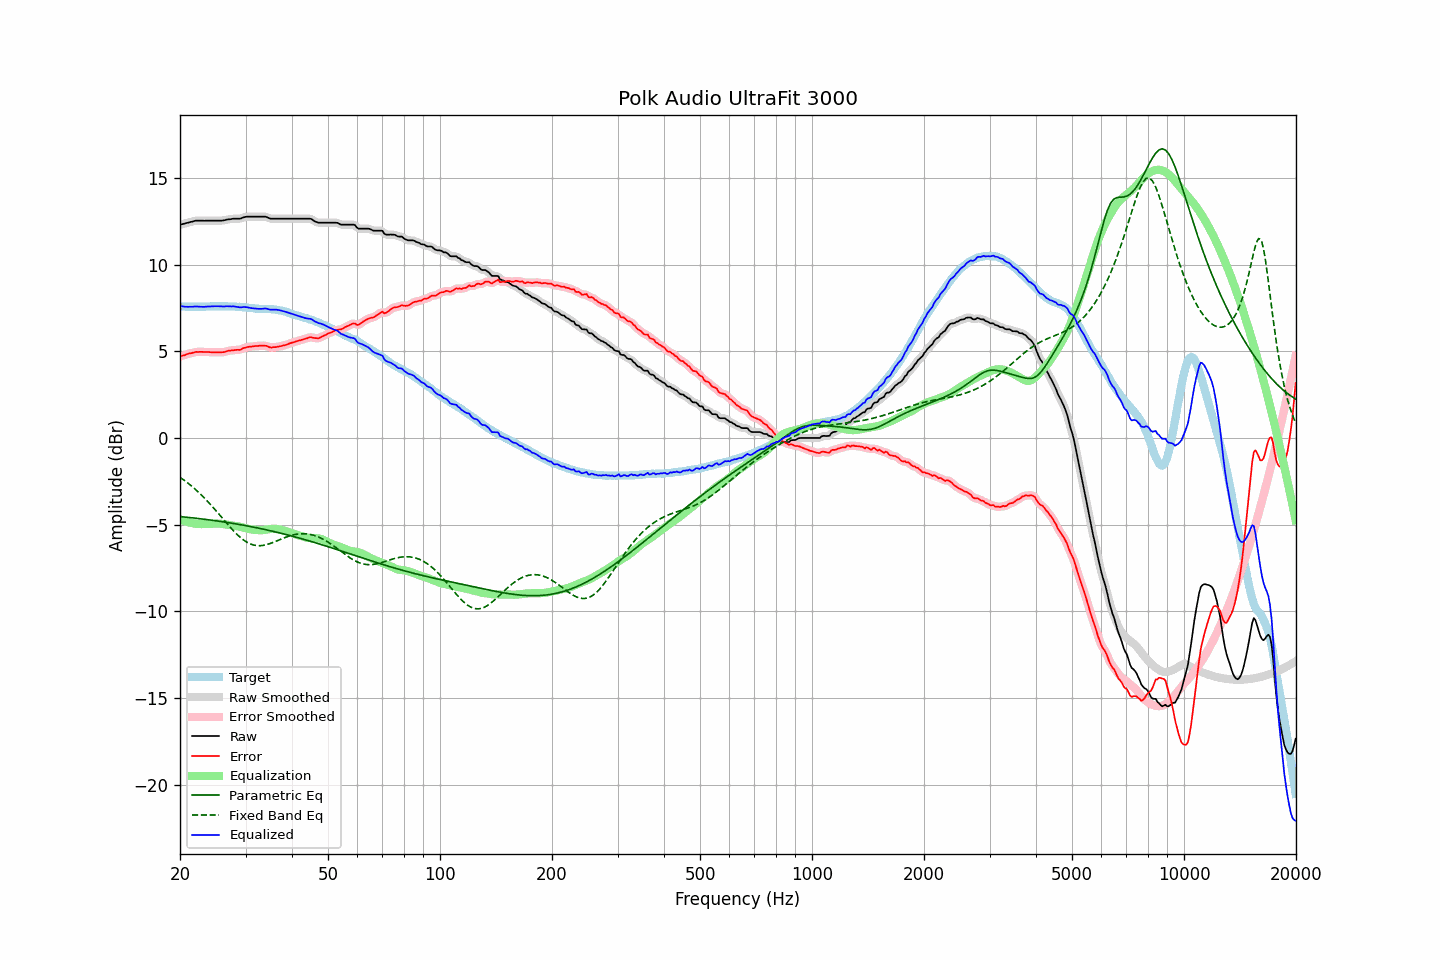 Polk Audio UltraFit 3000
Amplitude (dBr)
15
10
5
0
−5
−10
−15
−20
Target
Raw Smoothed
Error Smoothed
Raw
Error
Equalization
Parametric Eq
Fixed Band Eq
Equalized
20 50 100 200 500 1000 2000 5000 10000 20000
Frequency (Hz)